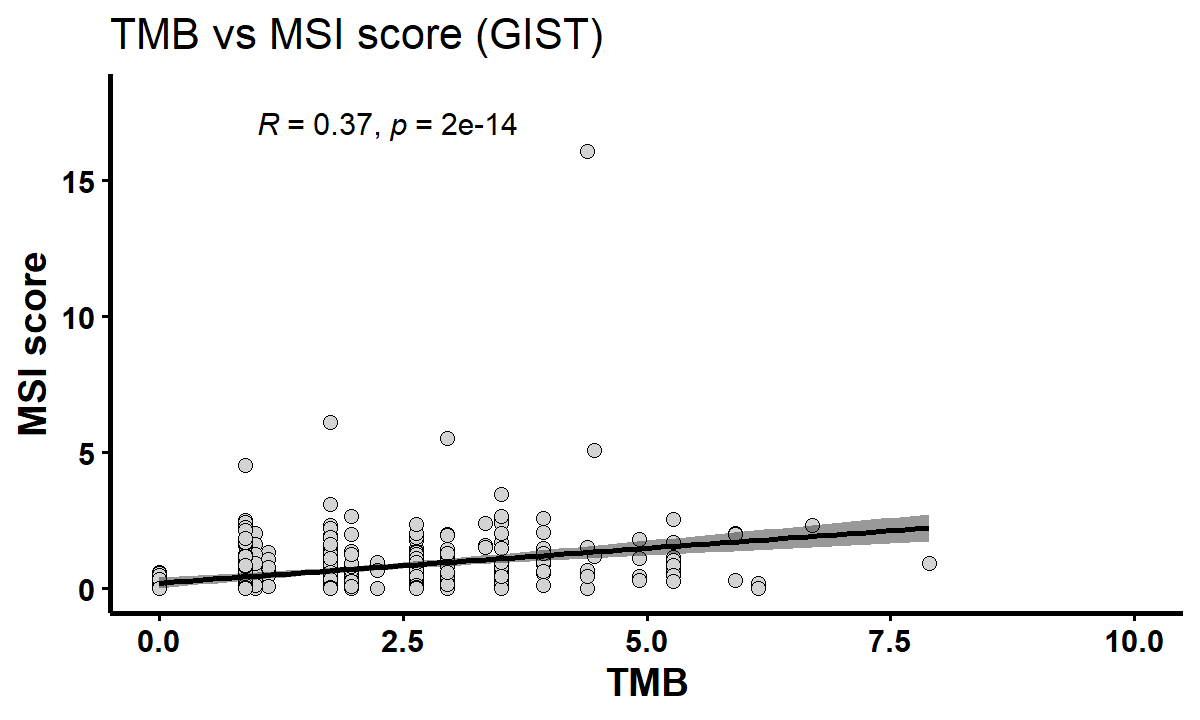 TMB vs MSI score (GIST)
R = 0.37, p = 2e-14
MSI score
15
10
5
0
0.0 2.5 5.0 7.5 10.0
TMB